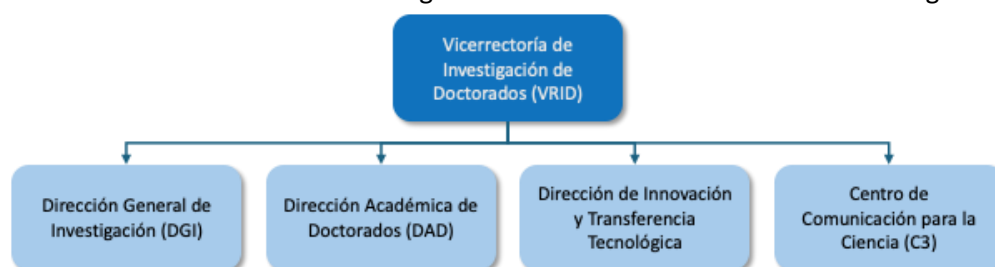 Vicerrectoría de
Investigación de
Doctorados (VRID)
Dirección General de
Investigación (DGI)
Dirección Académica de
Doctorados (DAD)
Dirección de Innovación
y Transferencia
Tecnológica
Centro de
Comunicación para la
Ciencia (C3)